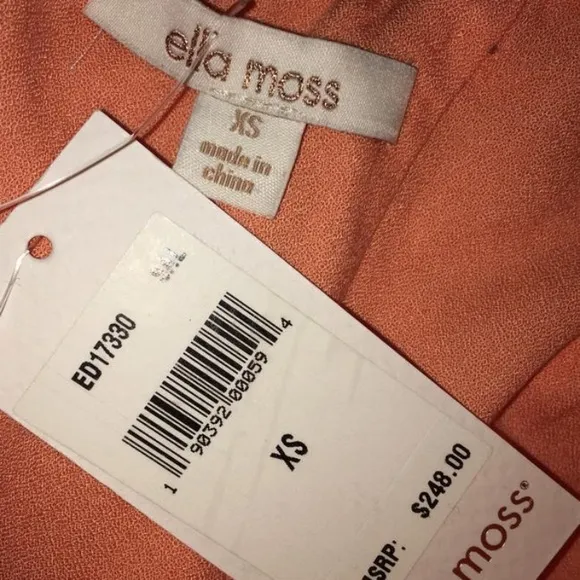 ella moss
XS
made in
china
ED17330
1 90392 00059 4
XS
MSRP: $248.00
moss®